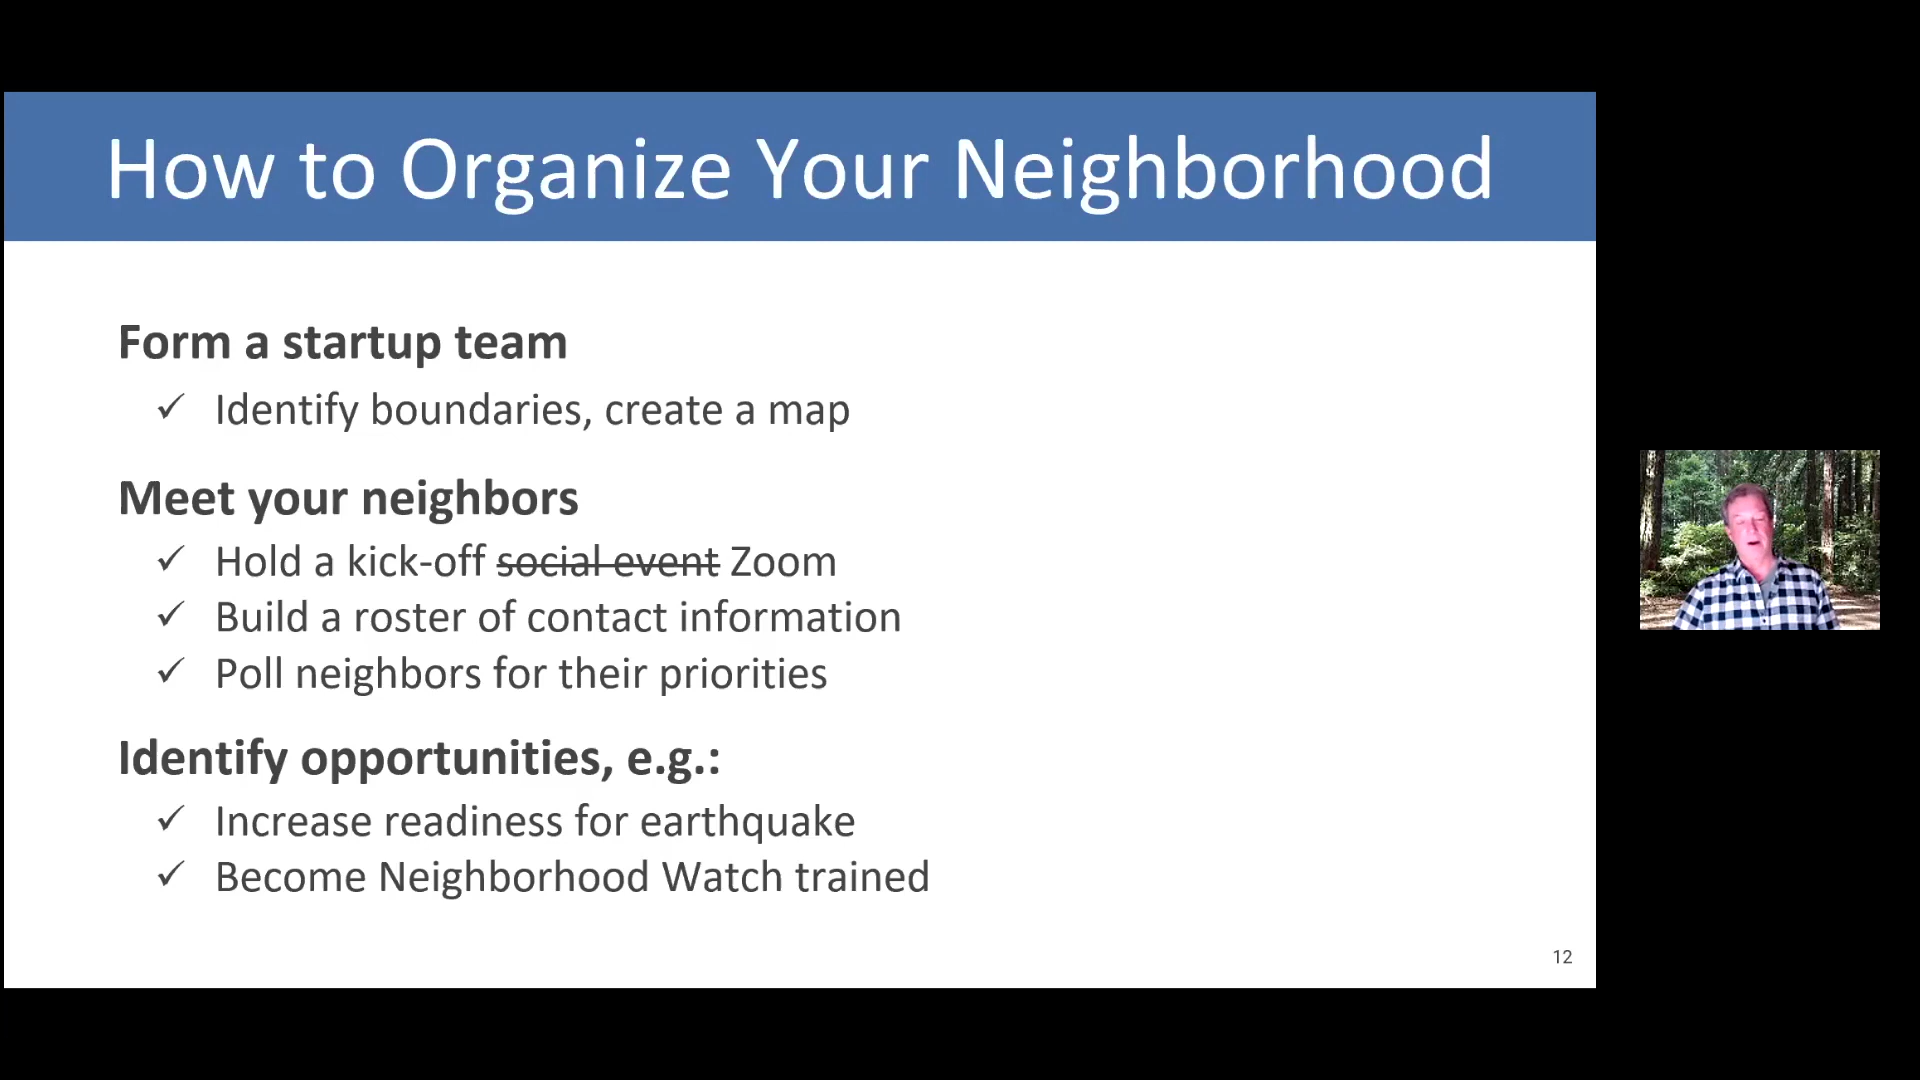 How to Organize Your Neighborhood
Form a startup team
✓ Identify boundaries, create a map
Meet your neighbors
✓ Hold a kick-off social event Zoom
✓ Build a roster of contact information
✓ Poll neighbors for their priorities
Identify opportunities, e.g.:
✓ Increase readiness for earthquake
✓ Become Neighborhood Watch trained
12